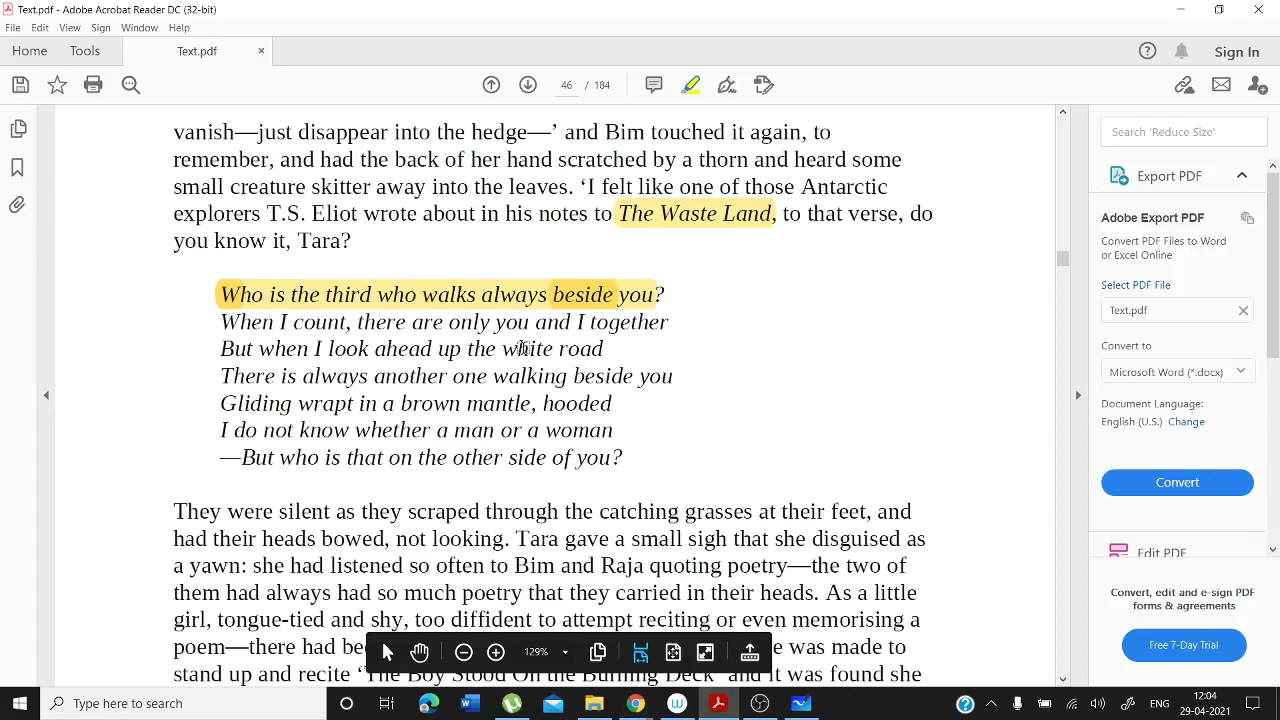 Text.pdf - Adobe Acrobat Reader DC (32-bit)
File Edit View Sign Window Help
Home Tools Text.pdf × Sign In
46 / 184
vanish—just disappear into the hedge—’ and Bim touched it again, to
remember, and had the back of her hand scratched by a thorn and heard some
small creature skitter away into the leaves. ‘I felt like one of those Antarctic
explorers T.S. Eliot wrote about in his notes to The Waste Land, to that verse, do
you know it, Tara?
Who is the third who walks always beside you?
When I count, there are only you and I together
But when I look ahead up the white road
There is always another one walking beside you
Gliding wrapt in a brown mantle, hooded
I do not know whether a man or a woman
—But who is that on the other side of you?
They were silent as they scraped through the catching grasses at their feet, and
had their heads bowed, not looking. Tara gave a small sigh that she disguised as
a yawn: she had listened so often to Bim and Raja quoting poetry—the two of
them had always had so much poetry that they carried in their heads. As a little
girl, tongue-tied and shy, too diffident to attempt reciting or even memorising a
poem—there had be e was made to
stand up and recite ‘The Boy Stood On the Burning Deck’ and it was found she
129%
Search 'Reduce Size'
Export PDF
Adobe Export PDF
Convert PDF Files to Word
or Excel Online
Select PDF File
Text.pdf
Convert to
Microsoft Word (*.docx)
Document Language:
English (U.S.) Change
Convert
Edit PDF
Convert, edit and e-sign PDF
forms & agreements
Free 7-Day Trial
Type here to search
ENG
12:04
29-04-2021